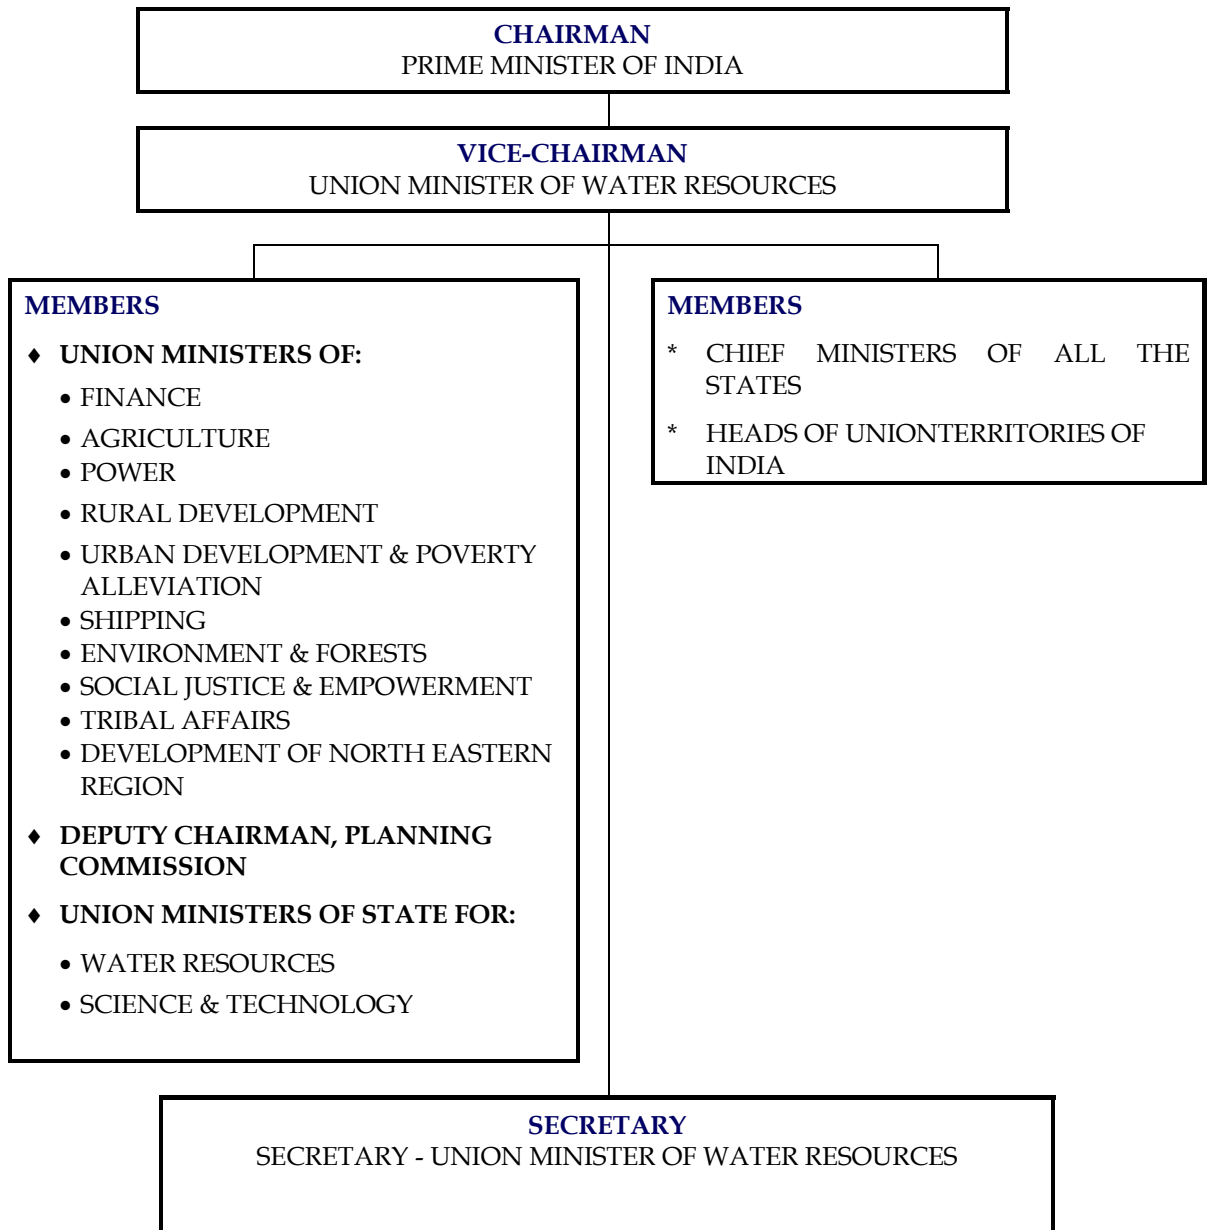 CHAIRMAN
PRIME MINISTER OF INDIA
VICE-CHAIRMAN
UNION MINISTER OF WATER RESOURCES
MEMBERS
♦ UNION MINISTERS OF:
• FINANCE
• AGRICULTURE
• POWER
• RURAL DEVELOPMENT
• URBAN DEVELOPMENT & POVERTY
ALLEVIATION
• SHIPPING
• ENVIRONMENT & FORESTS
• SOCIAL JUSTICE & EMPOWERMENT
• TRIBAL AFFAIRS
• DEVELOPMENT OF NORTH EASTERN
REGION
♦ DEPUTY CHAIRMAN, PLANNING
COMMISSION
♦ UNION MINISTERS OF STATE FOR:
• WATER RESOURCES
• SCIENCE & TECHNOLOGY
MEMBERS
* CHIEF MINISTERS OF ALL THE
STATES
* HEADS OF UNIONTERRITORIES OF
INDIA
SECRETARY
SECRETARY - UNION MINISTER OF WATER RESOURCES